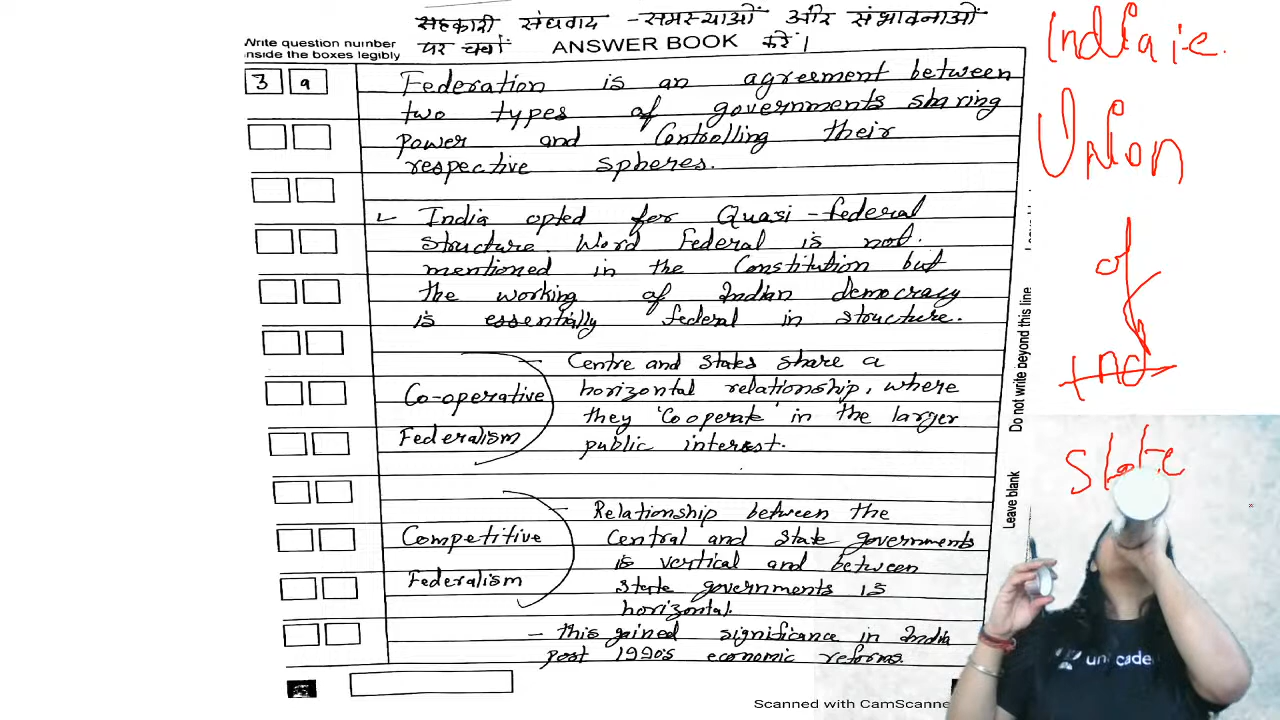 सहकारी संघवाद - समस्याओं और संभावनाओं
पर चर्चा करें।
Write question number
nside the boxes legibly
ANSWER BOOK
3 a
Federation is an agreement between
two types of governments sharing
power and Controlling their
respective spheres.
India opted for Quasi-federal
structure. Word Federal is not
mentioned in the Constitution but
the working of Indian democracy
is essentially federal in structure.
Co-operative
Federalism
- Centre and States share a
horizontal relationship, where
they 'Cooperate' in the larger
public interest.
Competitive
Federalism
- Relationship between the
Central and State governments
is vertical and between
state governments is
horizontal.
- this gained significance in India
post 1990's economic reforms.
Do not write beyond this line
Leave blank
India i.e.
Union
of
Ind
State
unacade
Scanned with CamScanne